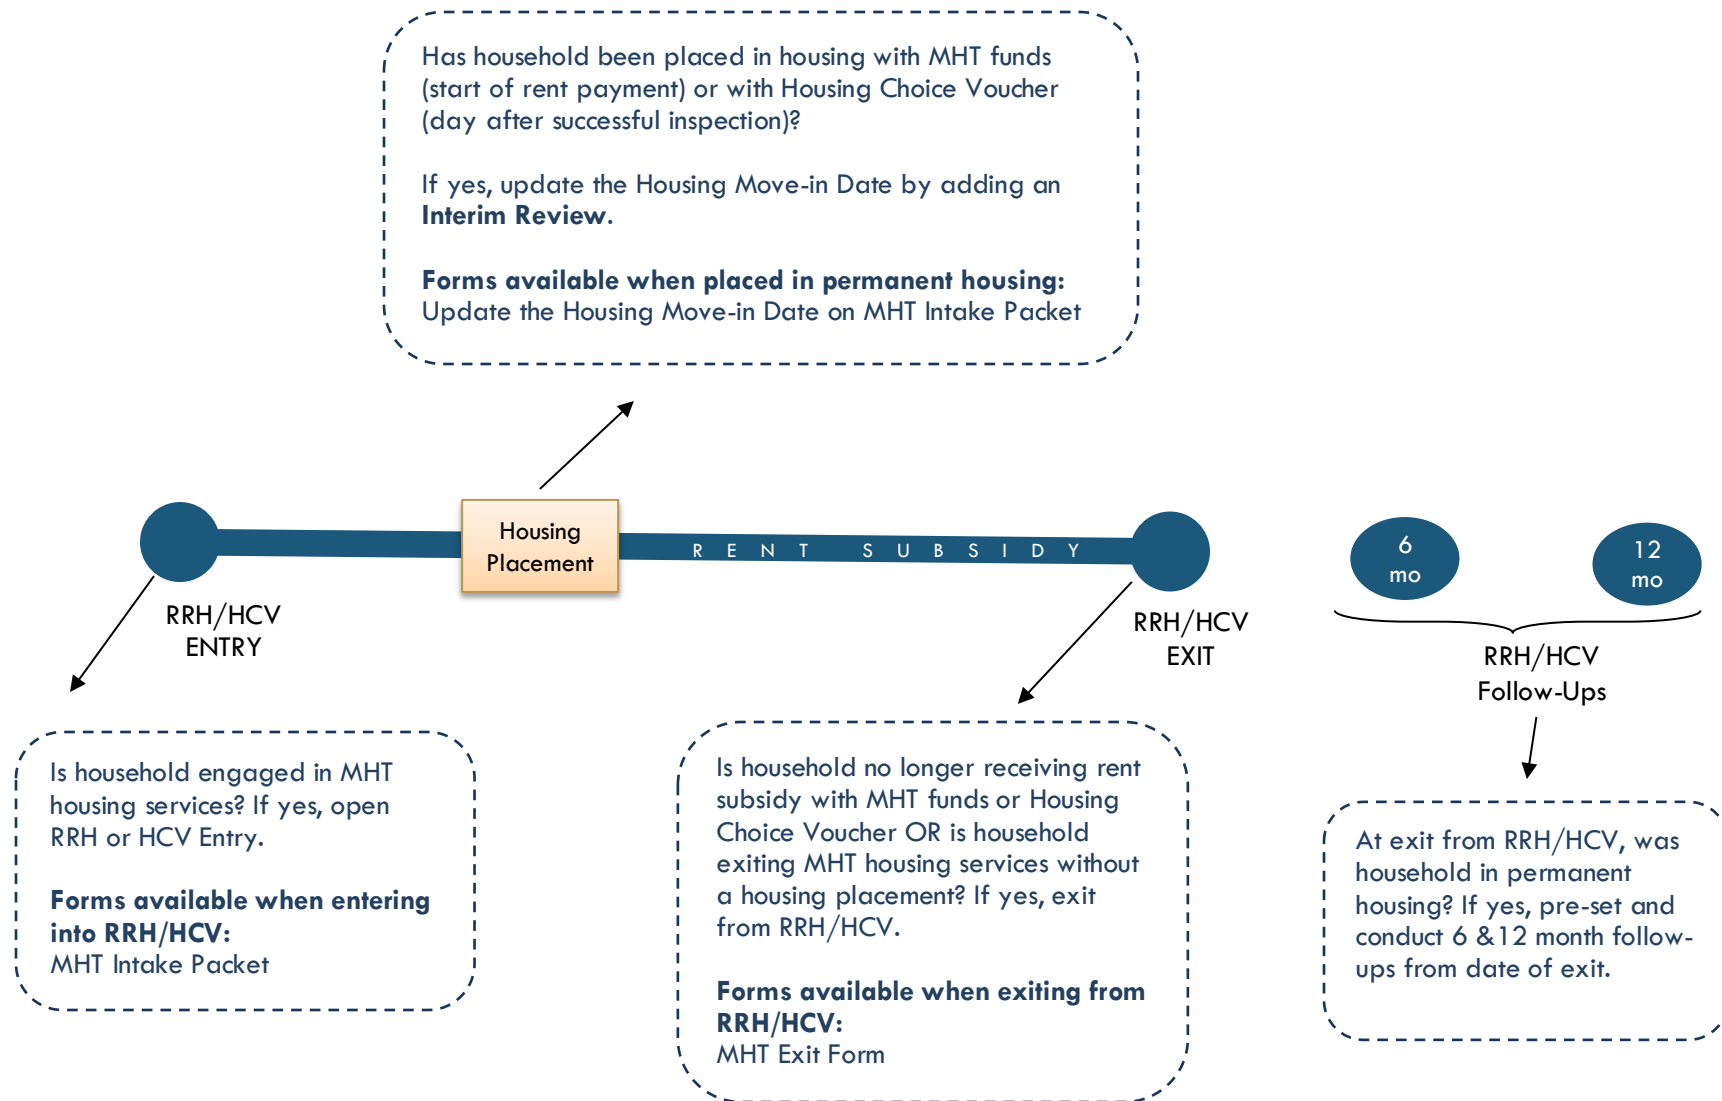 Has household been placed in housing with MHT funds
(start of rent payment) or with Housing Choice Voucher
(day after successful inspection)?
If yes, update the Housing Move-in Date by adding an
Interim Review.
Forms available when placed in permanent housing:
Update the Housing Move-in Date on MHT Intake Packet
Housing
Placement
RENT SUBSIDY
6
mo
12
mo
RRH/HCV
ENTRY
RRH/HCV
EXIT
RRH/HCV
Follow-Ups
Is household engaged in MHT
housing services? If yes, open
RRH or HCV Entry.
Forms available when entering
into RRH/HCV:
MHT Intake Packet
Is household no longer receiving rent
subsidy with MHT funds or Housing
Choice Voucher OR is household
exiting MHT housing services without
a housing placement? If yes, exit
from RRH/HCV.
Forms available when exiting from
RRH/HCV:
MHT Exit Form
At exit from RRH/HCV, was
household in permanent
housing? If yes, pre-set and
conduct 6 &12 month follow-
ups from date of exit.